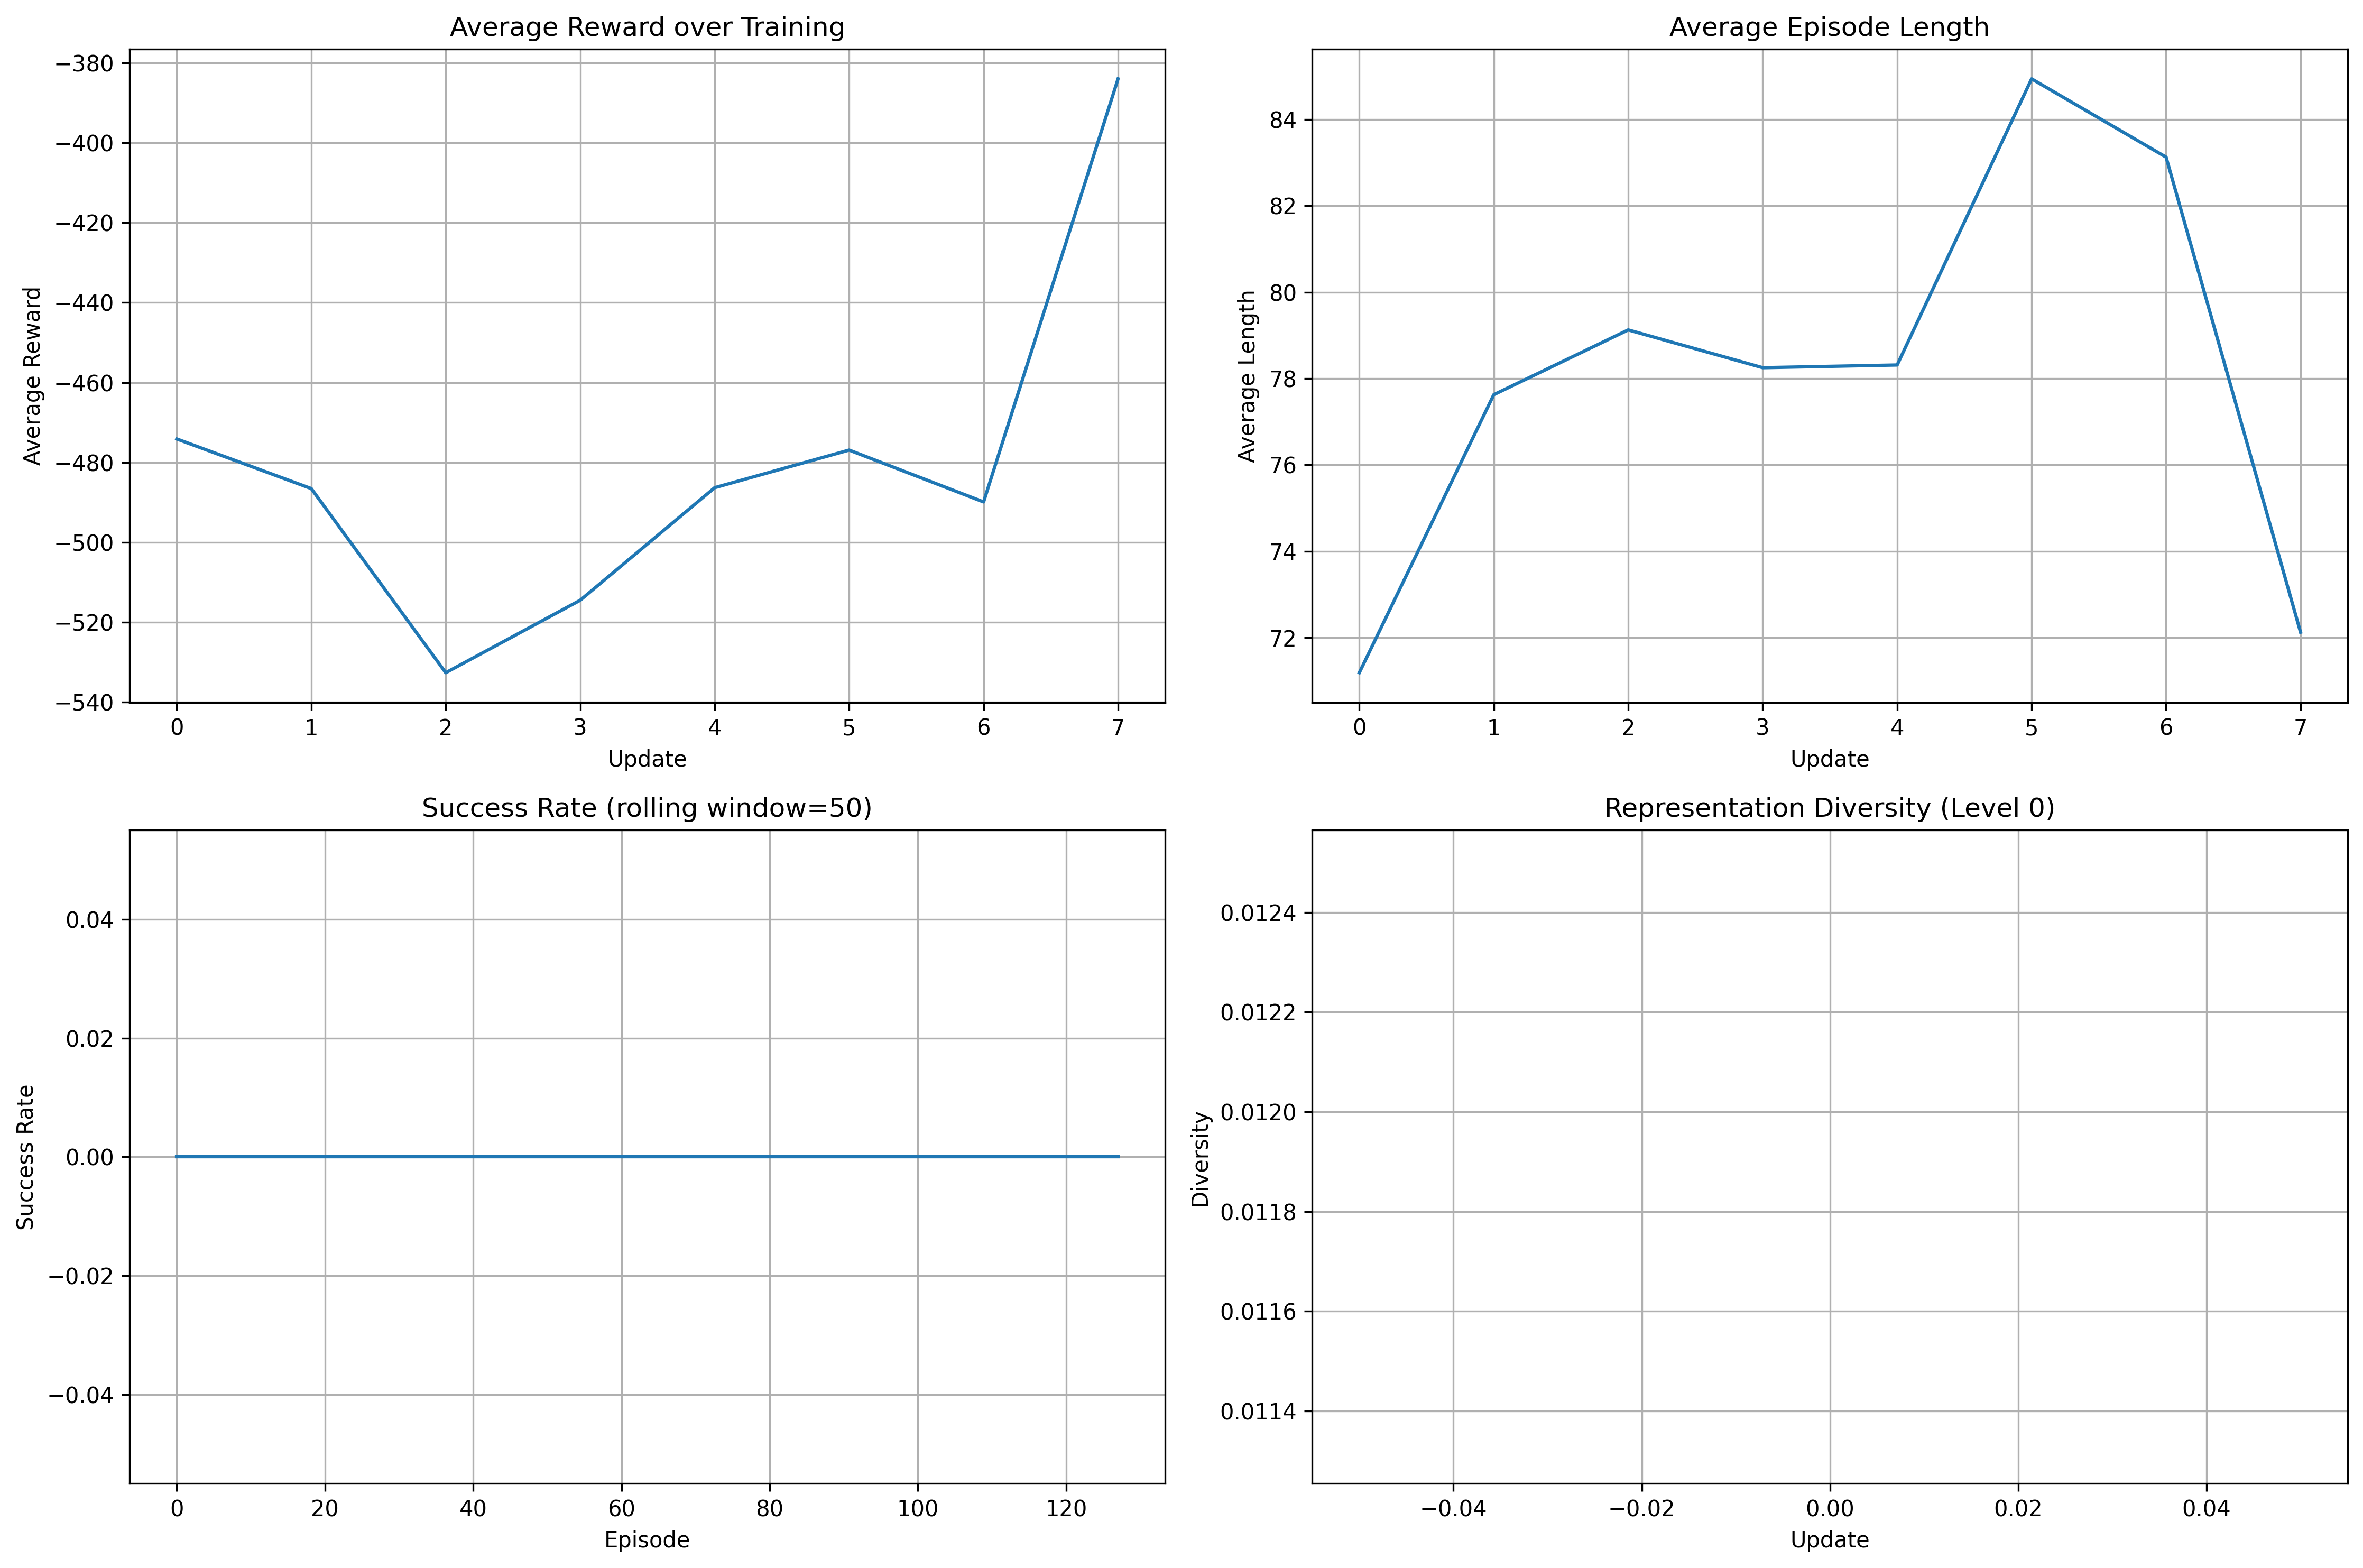 Average Reward over Training
Average Reward
−380
−400
−420
−440
−460
−480
−500
−520
−540
0 1 2 3 4 5 6 7
Update
Average Episode Length
Average Length
84
82
80
78
76
74
72
0 1 2 3 4 5 6 7
Update
Success Rate (rolling window=50)
Success Rate
0.04
0.02
0.00
−0.02
−0.04
0 20 40 60 80 100 120
Episode
Representation Diversity (Level 0)
Diversity
0.0124
0.0122
0.0120
0.0118
0.0116
0.0114
−0.04 −0.02 0.00 0.02 0.04
Update